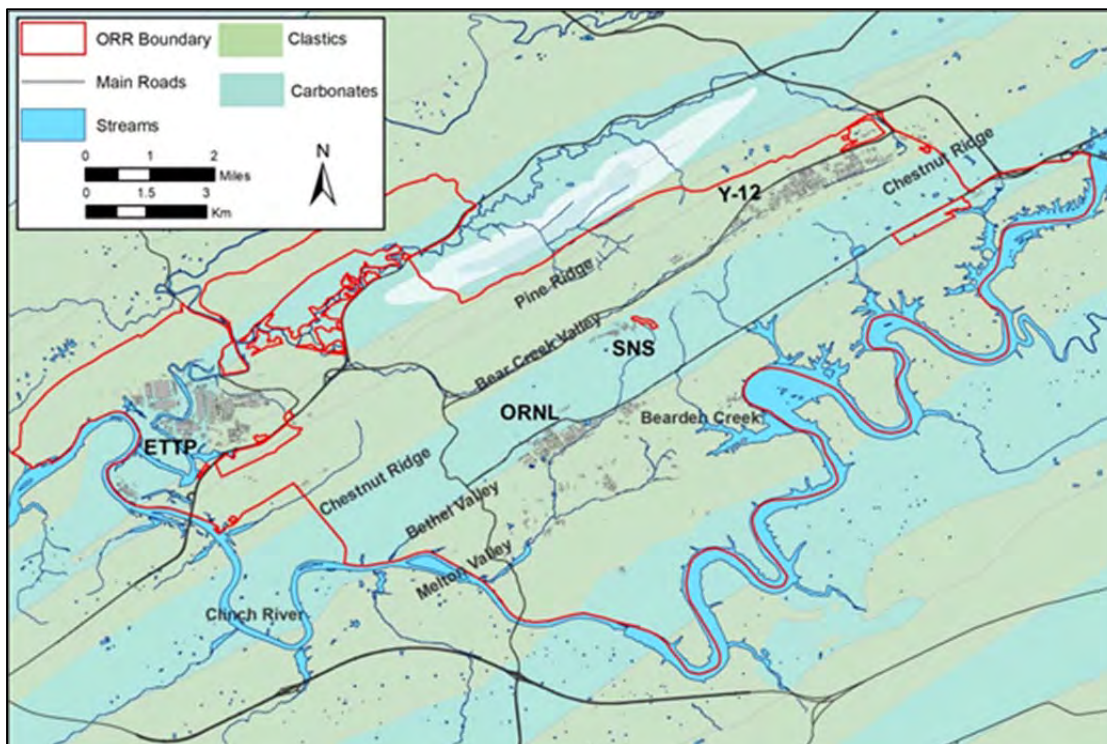 ORR Boundary
Clastics
Main Roads
Carbonates
Streams
0 1 2
Miles
0 1.5 3
Km
N
Y-12
Chestnut Ridge
Pine Ridge
Bear Creek Valley
SNS
ORNL
Bearden Creek
ETTP
Chestnut Ridge
Bethel Valley
Melton Valley
Clinch River